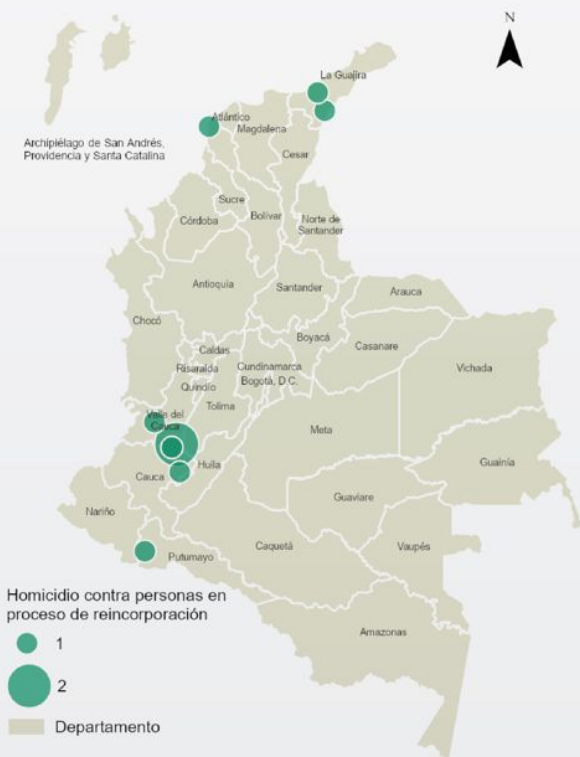 N
La Guajira
Atlántico
Magdalena
Archipiélago de San Andrés,
Providencia y Santa Catalina
Cesar
Sucre
Córdoba
Bolívar
Norte de
Santander
Antioquia
Santander
Arauca
Chocó
Boyacá
Caldas
Casanare
Risaralda
Cundinamarca
Vichada
Quindío
Bogotá, D.C.
Tolima
Valle del
Cauca
Meta
Huila
Guainía
Cauca
Nariño
Guaviare
Caquetá
Vaupés
Putumayo
Amazonas
Homicidio contra personas en
proceso de reincorporación
1
2
Departamento